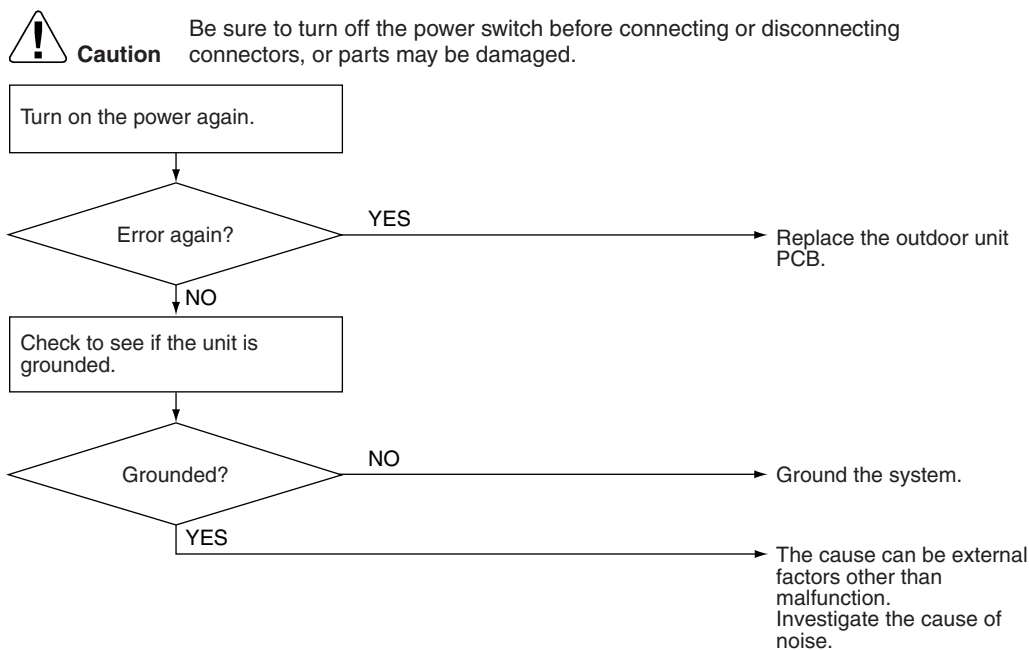 Be sure to turn off the power switch before connecting or disconnecting
Caution connectors, or parts may be damaged.
Turn on the power again.
Error again?
YES
Replace the outdoor unit
PCB.
NO
Check to see if the unit is
grounded.
Grounded?
NO
Ground the system.
YES
The cause can be external
factors other than
malfunction.
Investigate the cause of
noise.